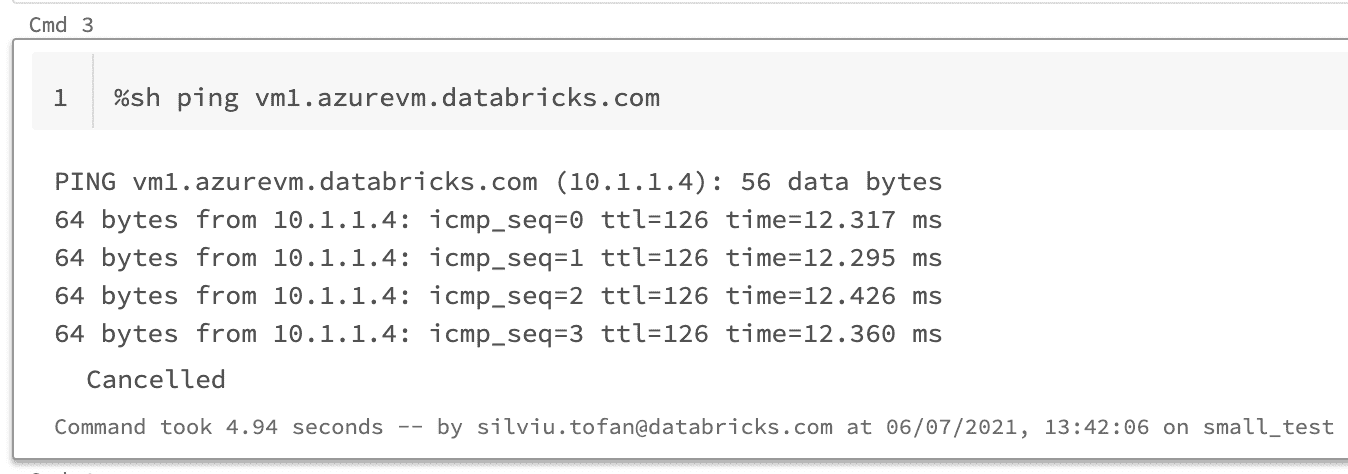 Cmd 3
1 %sh ping vm1.azurevm.databricks.com
PING vm1.azurevm.databricks.com (10.1.1.4): 56 data bytes
64 bytes from 10.1.1.4: icmp_seq=0 ttl=126 time=12.317 ms
64 bytes from 10.1.1.4: icmp_seq=1 ttl=126 time=12.295 ms
64 bytes from 10.1.1.4: icmp_seq=2 ttl=126 time=12.426 ms
64 bytes from 10.1.1.4: icmp_seq=3 ttl=126 time=12.360 ms
Cancelled
Command took 4.94 seconds -- by silviu.tofan@databricks.com at 06/07/2021, 13:42:06 on small_test